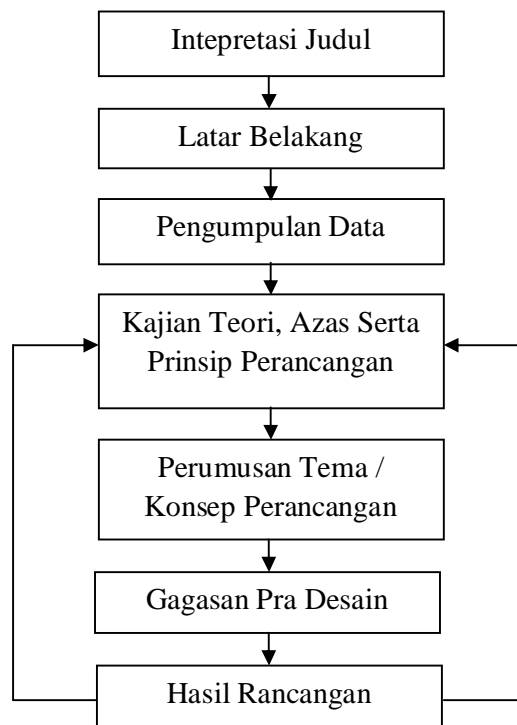 Intepretasi Judul
Latar Belakang
Pengumpulan Data
Kajian Teori, Azas Serta
Prinsip Perancangan
Perumusan Tema /
Konsep Perancangan
Gagasan Pra Desain
Hasil Rancangan